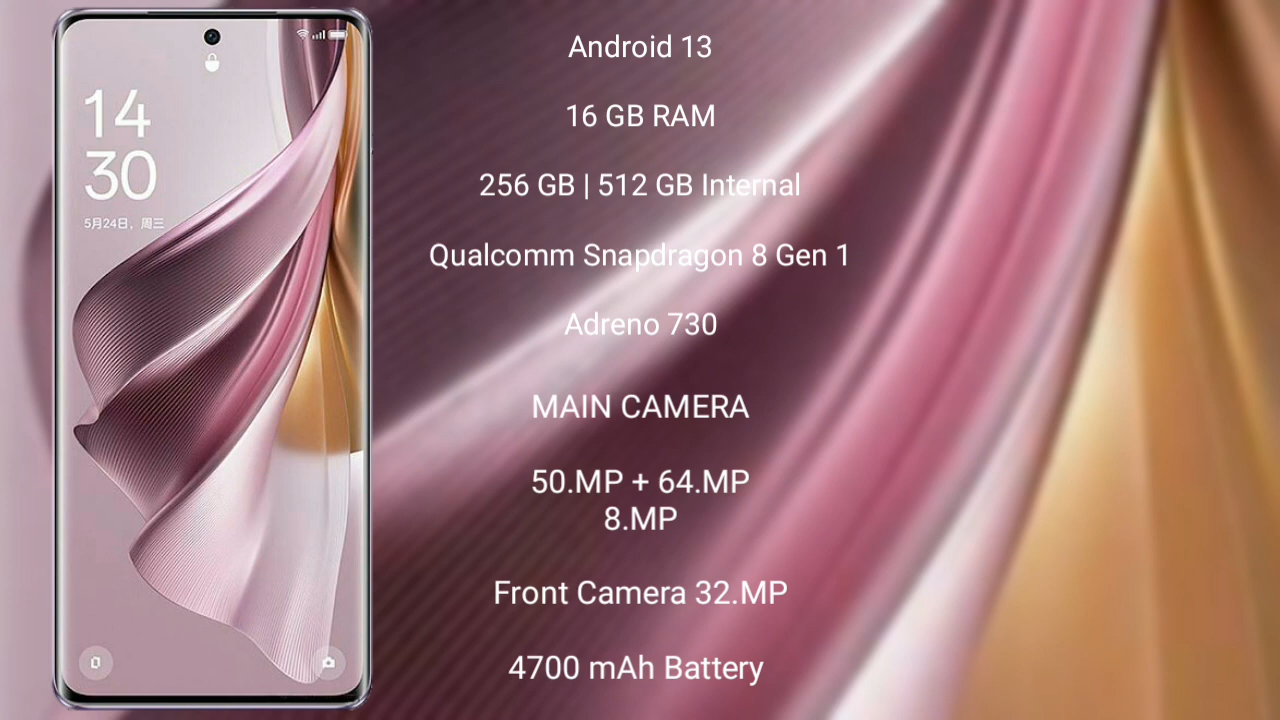 14
30
5月24日，周三
Android 13
16 GB RAM
256 GB | 512 GB Internal
Qualcomm Snapdragon 8 Gen 1
Adreno 730
MAIN CAMERA
50.MP + 64.MP
8.MP
Front Camera 32.MP
4700 mAh Battery